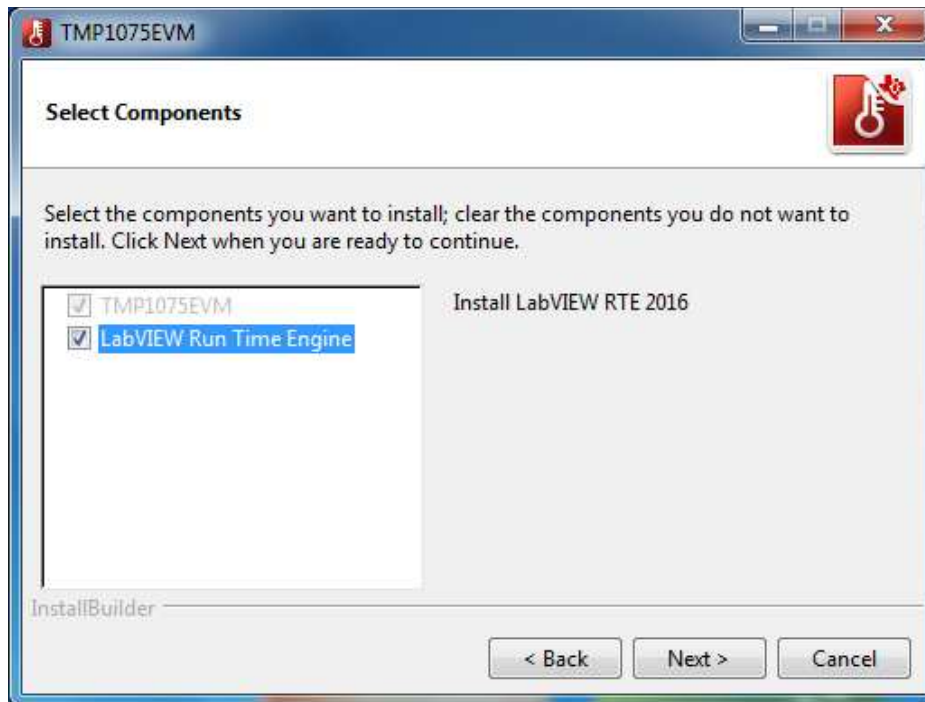 TMP1075EVM
Select Components
Select the components you want to install; clear the components you do not want to
install. Click Next when you are ready to continue.
TMP1075EVM
LabVIEW Run Time Engine
Install LabVIEW RTE 2016
InstallBuilder
< Back
Next >
Cancel